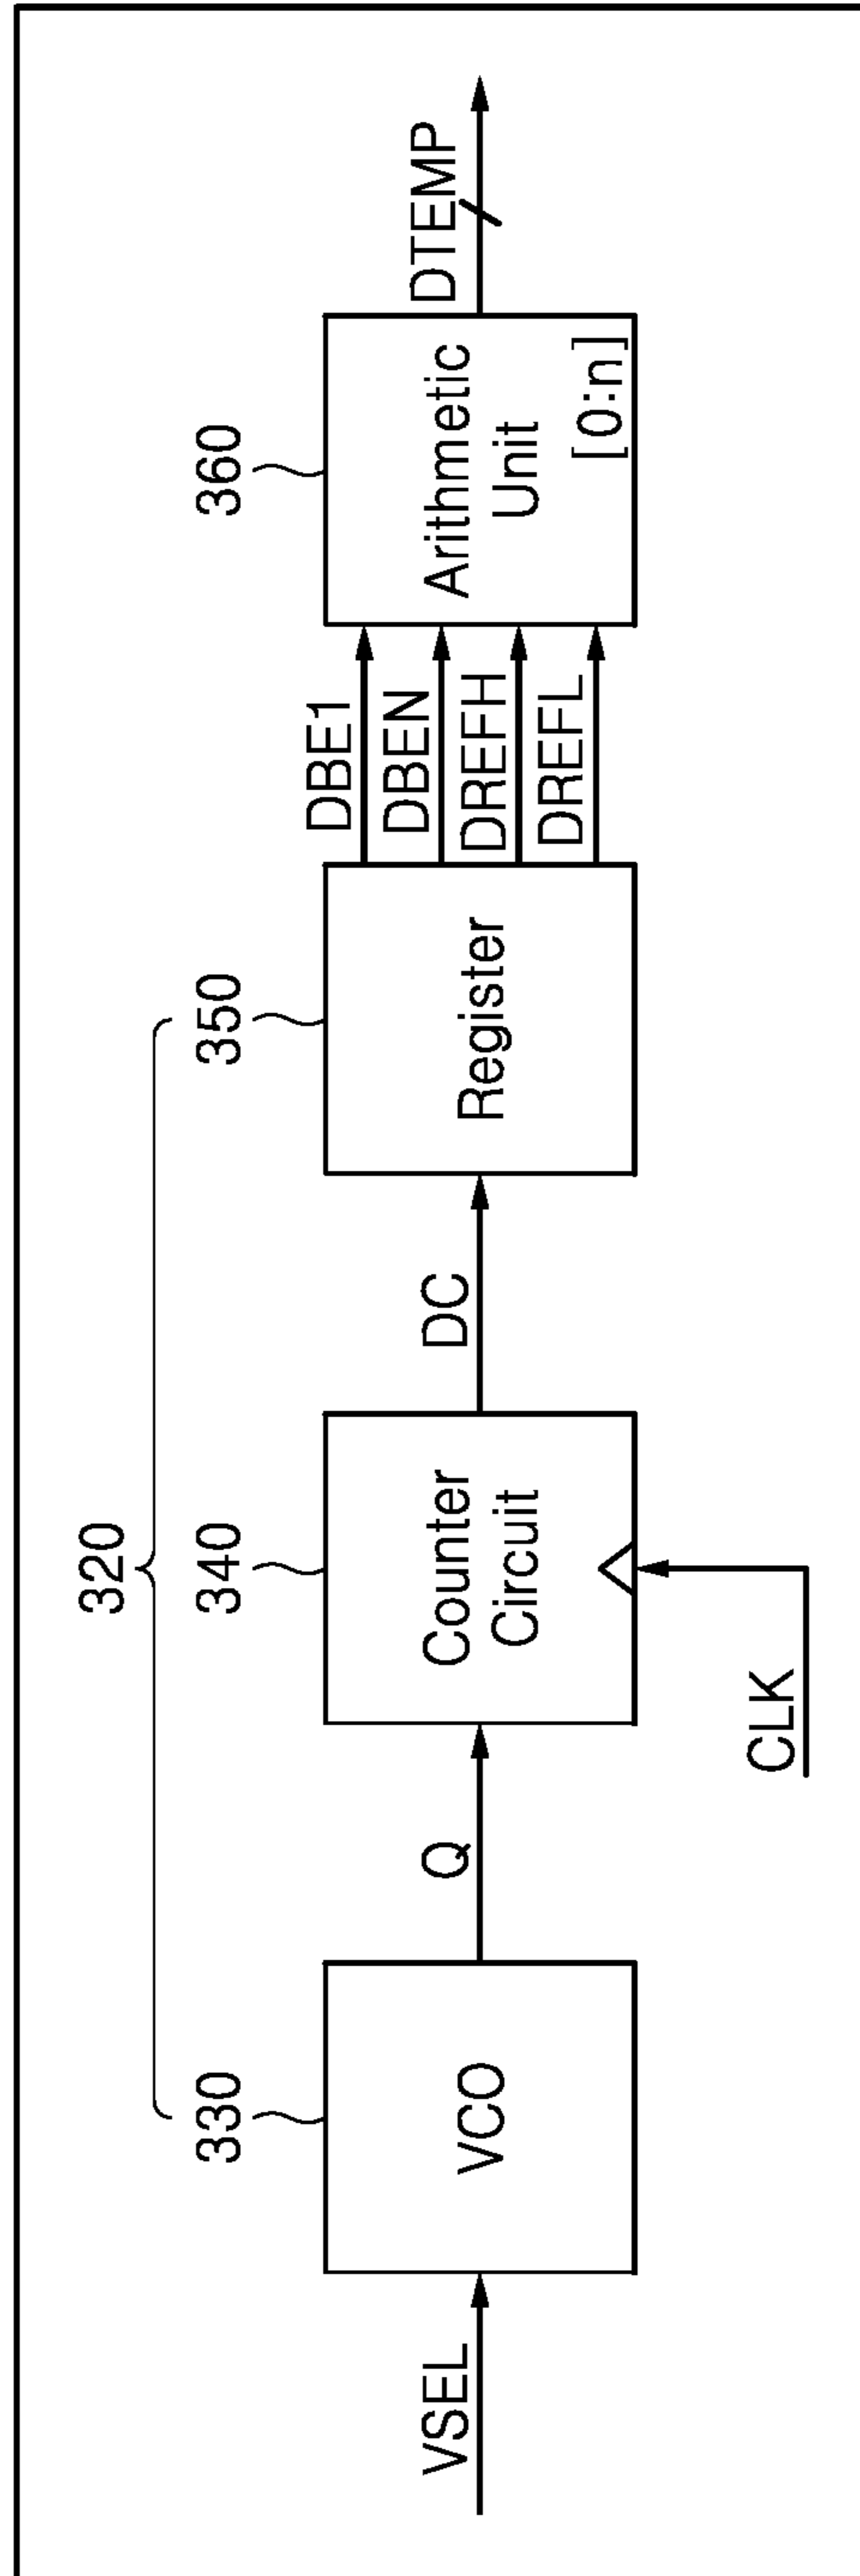 320
330
340
350
360
VSEL
VCO
Q
Counter
Circuit
CLK
DC
Register
DBE1
DBEN
DREFH
DREFL
Arithmetic
Unit
[0:n]
DTEMP